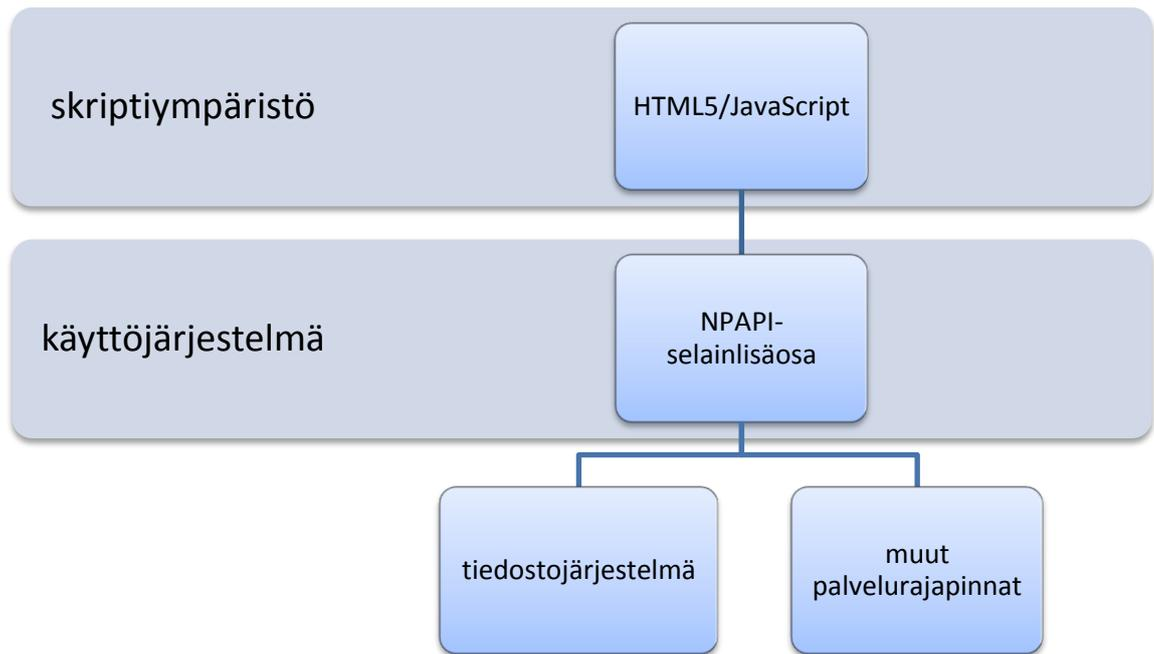 skriptiympäristö
HTML5/JavaScript
käyttöjärjestelmä
NPAPI-
selainlisäosa
tiedostojärjestelmä
muut
palvelurajapinnat